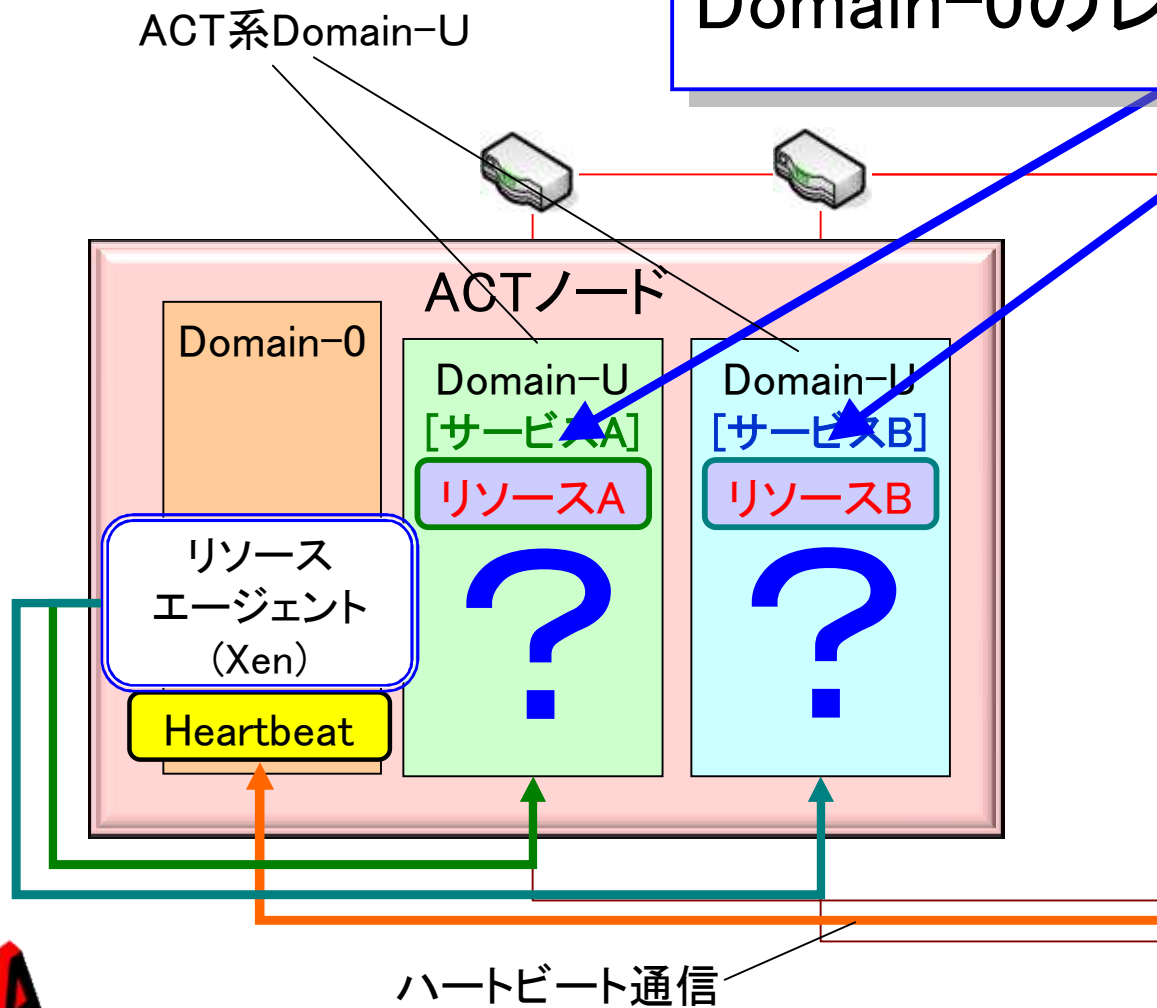 Domain-0のレ
ACT系Domain-U
ACTノード
Domain-0
Domain-U
[サービスA]
リソースA
?
Domain-U
[サービスB]
リソースB
?
リソース
エージェント
(Xen)
Heartbeat
ハートビート通信
A